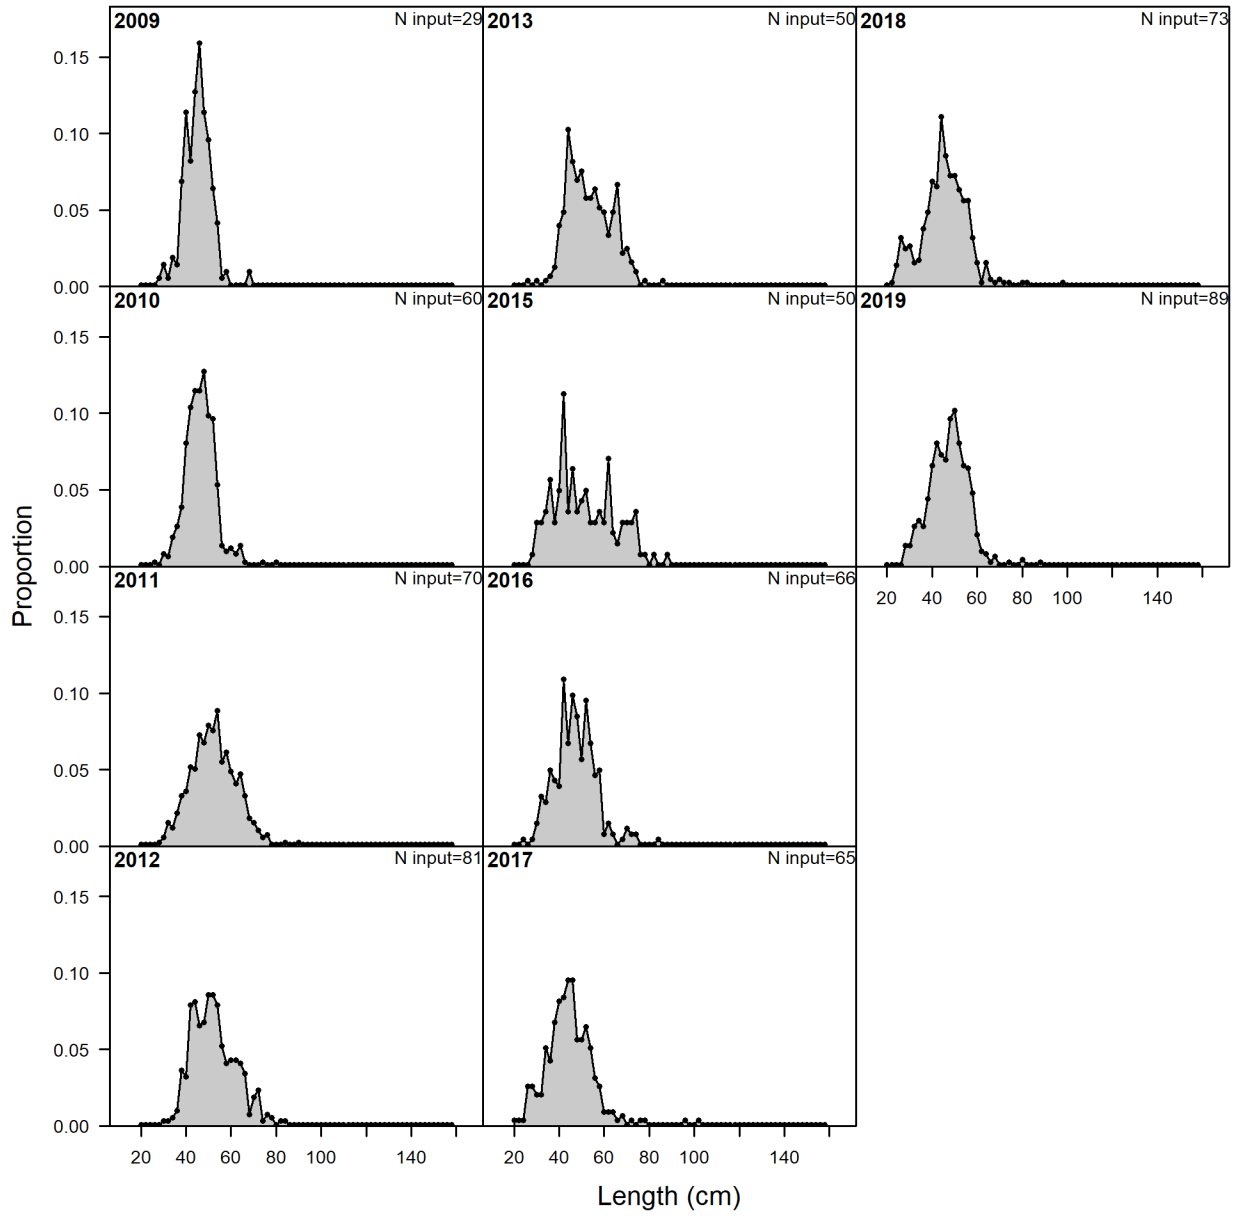 2009 N input=29
2013 N input=50
2018 N input=73
0.15
0.10
0.05
0.00
2010 N input=60
2015 N input=50
2019 N input=89
0.15
0.10
0.05
0.00
20 40 60 80 100 140
2011 N input=70
2016 N input=66
0.15
0.10
0.05
0.00
2012 N input=81
2017 N input=65
0.15
0.10
0.05
0.00
20 40 60 80 100 140
20 40 60 80 100 140
Proportion
Length (cm)